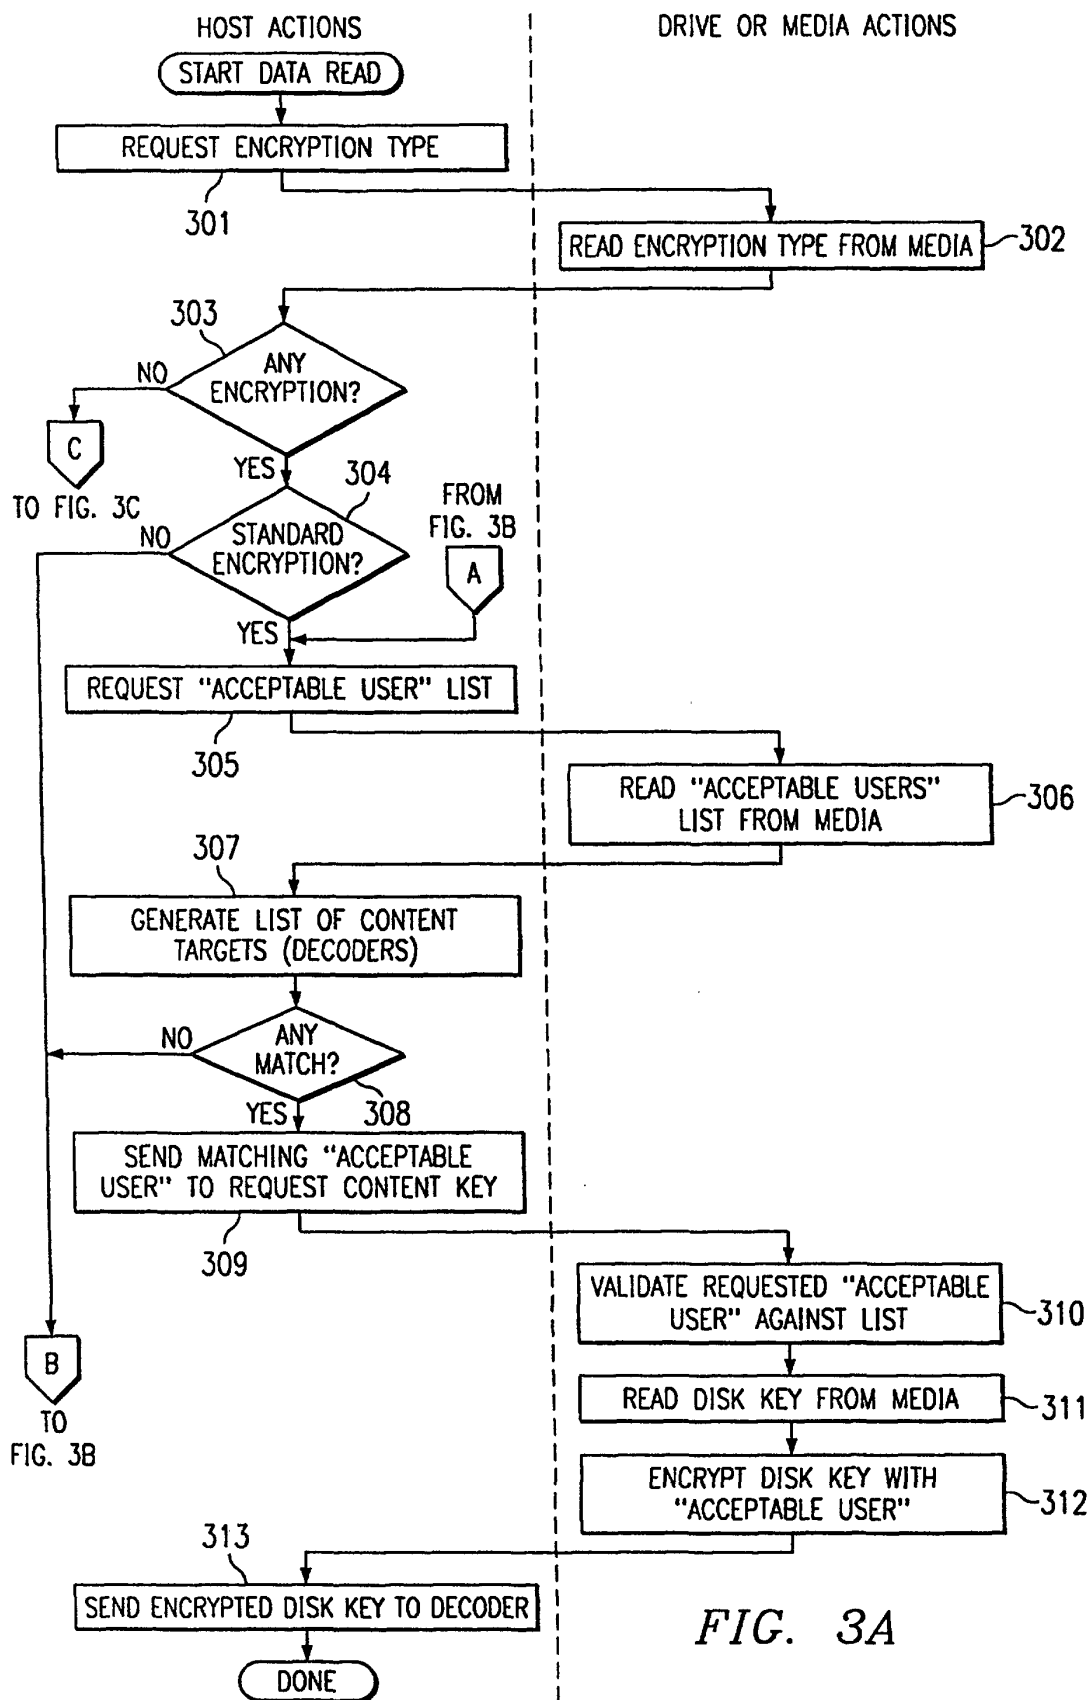 HOST ACTIONS
DRIVE OR MEDIA ACTIONS
START DATA READ
REQUEST ENCRYPTION TYPE
301
READ ENCRYPTION TYPE FROM MEDIA
302
303
ANY
ENCRYPTION?
NO
C
TO FIG. 3C
YES
304
STANDARD
ENCRYPTION?
NO
FROM
FIG. 3B
A
YES
REQUEST "ACCEPTABLE USER" LIST
305
READ "ACCEPTABLE USERS"
LIST FROM MEDIA
306
307
GENERATE LIST OF CONTENT
TARGETS (DECODERS)
NO
ANY
MATCH?
308
YES
SEND MATCHING "ACCEPTABLE
USER" TO REQUEST CONTENT KEY
309
VALIDATE REQUESTED "ACCEPTABLE
USER" AGAINST LIST
310
B
TO
FIG. 3B
READ DISK KEY FROM MEDIA
311
ENCRYPT DISK KEY WITH
"ACCEPTABLE USER"
312
313
SEND ENCRYPTED DISK KEY TO DECODER
DONE
FIG. 3A